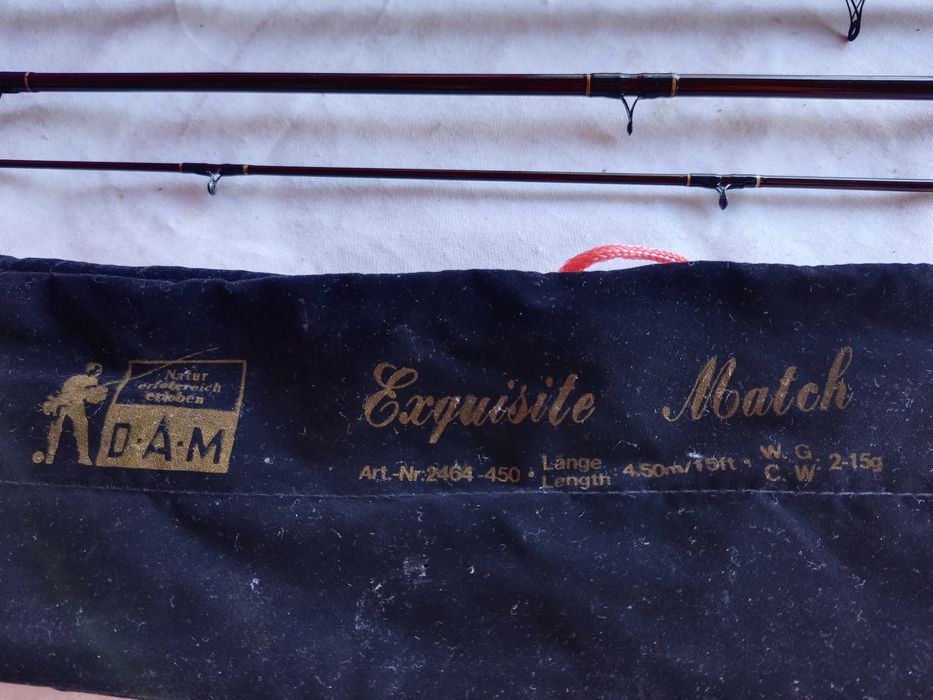 Natur
erfolgreich
erleben
D·A·M
Exquisite Match
Art.-Nr.2464-450 · Länge 4.50m/15ft · W. G. 2-15g
Length C. W.